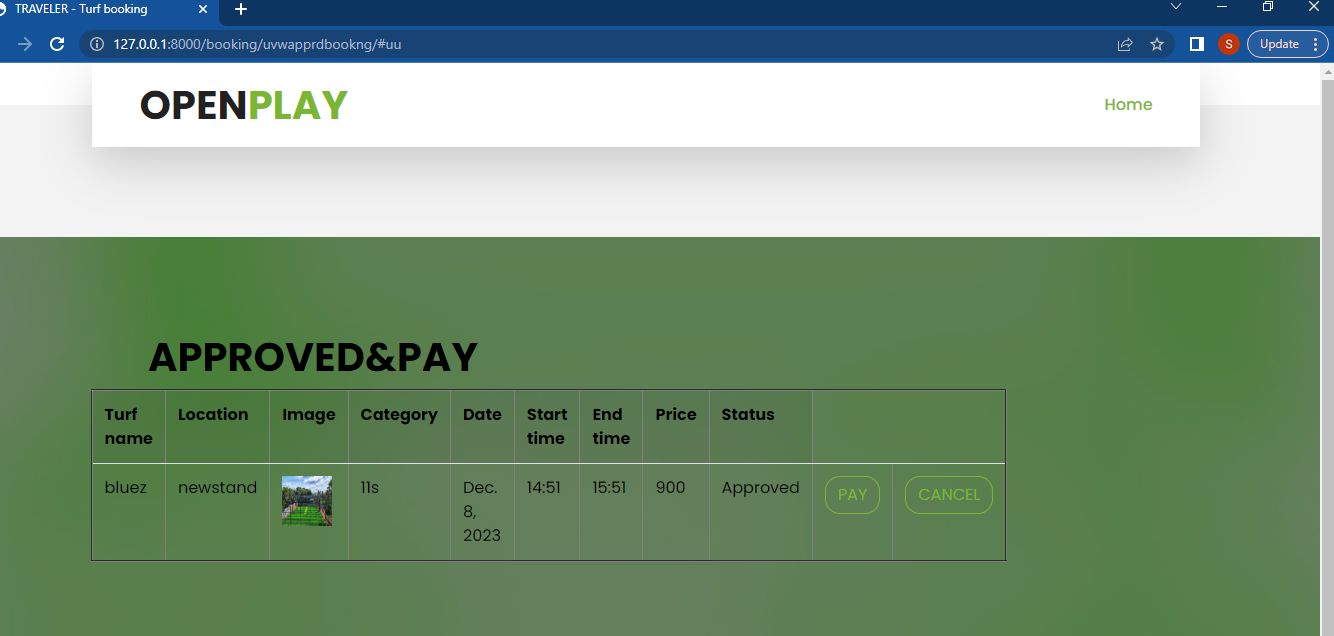 TRAVELER - Turf booking
127.0.0.1:8000/booking/uvwapprdbookng/#uu
S
Update
OPENPLAY
Home
APPROVED&PAY
Turf name Location Image Category Date Start time End time Price Status
bluez newstand 11s Dec. 8, 2023 14:51 15:51 900 Approved PAY CANCEL